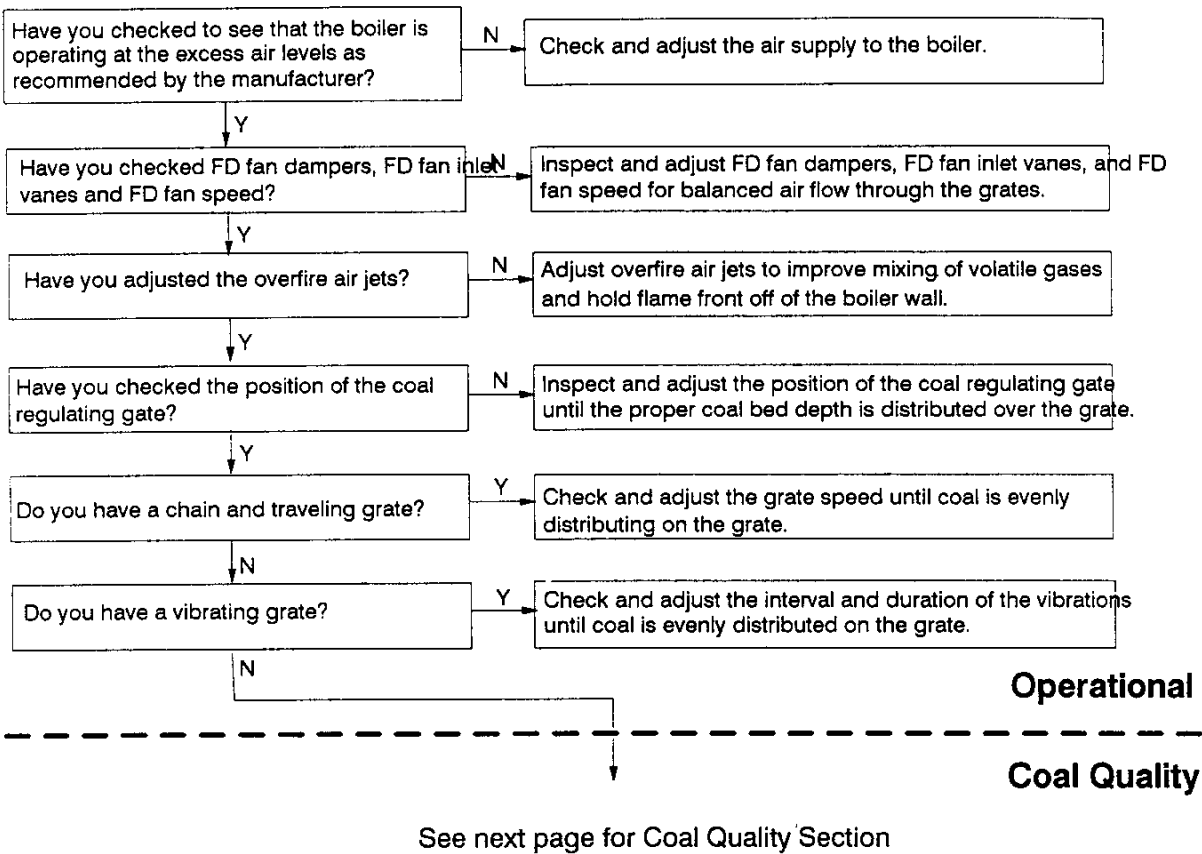 Have you checked to see that the boiler is
operating at the excess air levels as
recommended by the manufacturer?
N
Check and adjust the air supply to the boiler.
Y
Have you checked FD fan dampers, FD fan inlet
vanes and FD fan speed?
N
Inspect and adjust FD fan dampers, FD fan inlet vanes, and FD
fan speed for balanced air flow through the grates.
Y
Have you adjusted the overfire air jets?
N
Adjust overfire air jets to improve mixing of volatile gases
and hold flame front off of the boiler wall.
Y
Have you checked the position of the coal
regulating gate?
N
Inspect and adjust the position of the coal regulating gate
until the proper coal bed depth is distributed over the grate.
Y
Do you have a chain and traveling grate?
Y
Check and adjust the grate speed until coal is evenly
distributing on the grate.
N
Do you have a vibrating grate?
Y
Check and adjust the interval and duration of the vibrations
until coal is evenly distributed on the grate.
N
Operational
Coal Quality
See next page for Coal Quality Section